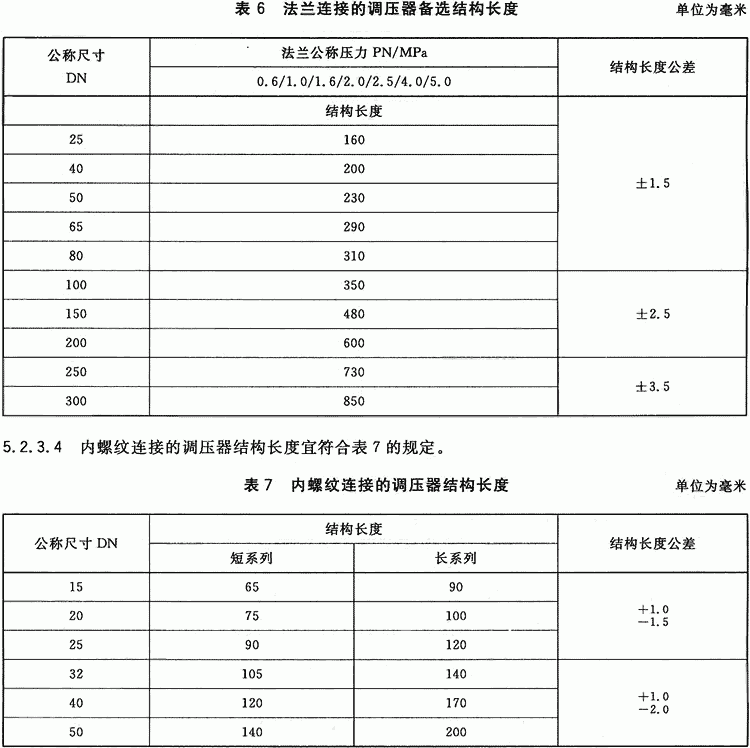 表 6 法兰连接的调压器备选结构长度 单位为毫米
公称尺寸 DN 法兰公称压力 PN/MPa 结构长度公差
0.6/1.0/1.6/2.0/2.5/4.0/5.0
结构长度
25 160 ±1.5
40 200
50 230
65 290
80 310
100 350 ±2.5
150 480
200 600
250 730 ±3.5
300 850
5.2.3.4 内螺纹连接的调压器结构长度宜符合表 7 的规定。
表 7 内螺纹连接的调压器结构长度 单位为毫米
公称尺寸 DN 结构长度 结构长度公差
短系列 长系列
15 65 90 +1.0 −1.5
20 75 100
25 90 120
32 105 140 +1.0 −2.0
40 120 170
50 140 200